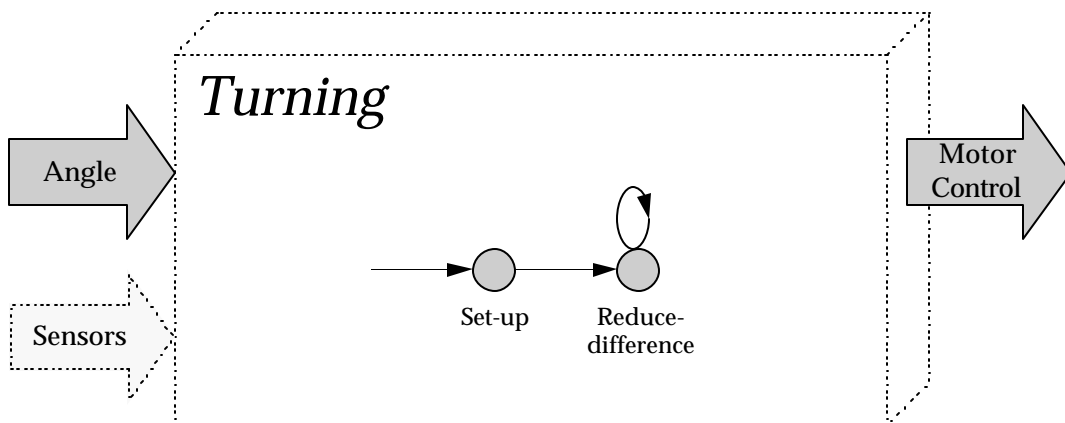 Turning
Angle
Motor
Control
Set-up
Reduce-
difference
Sensors